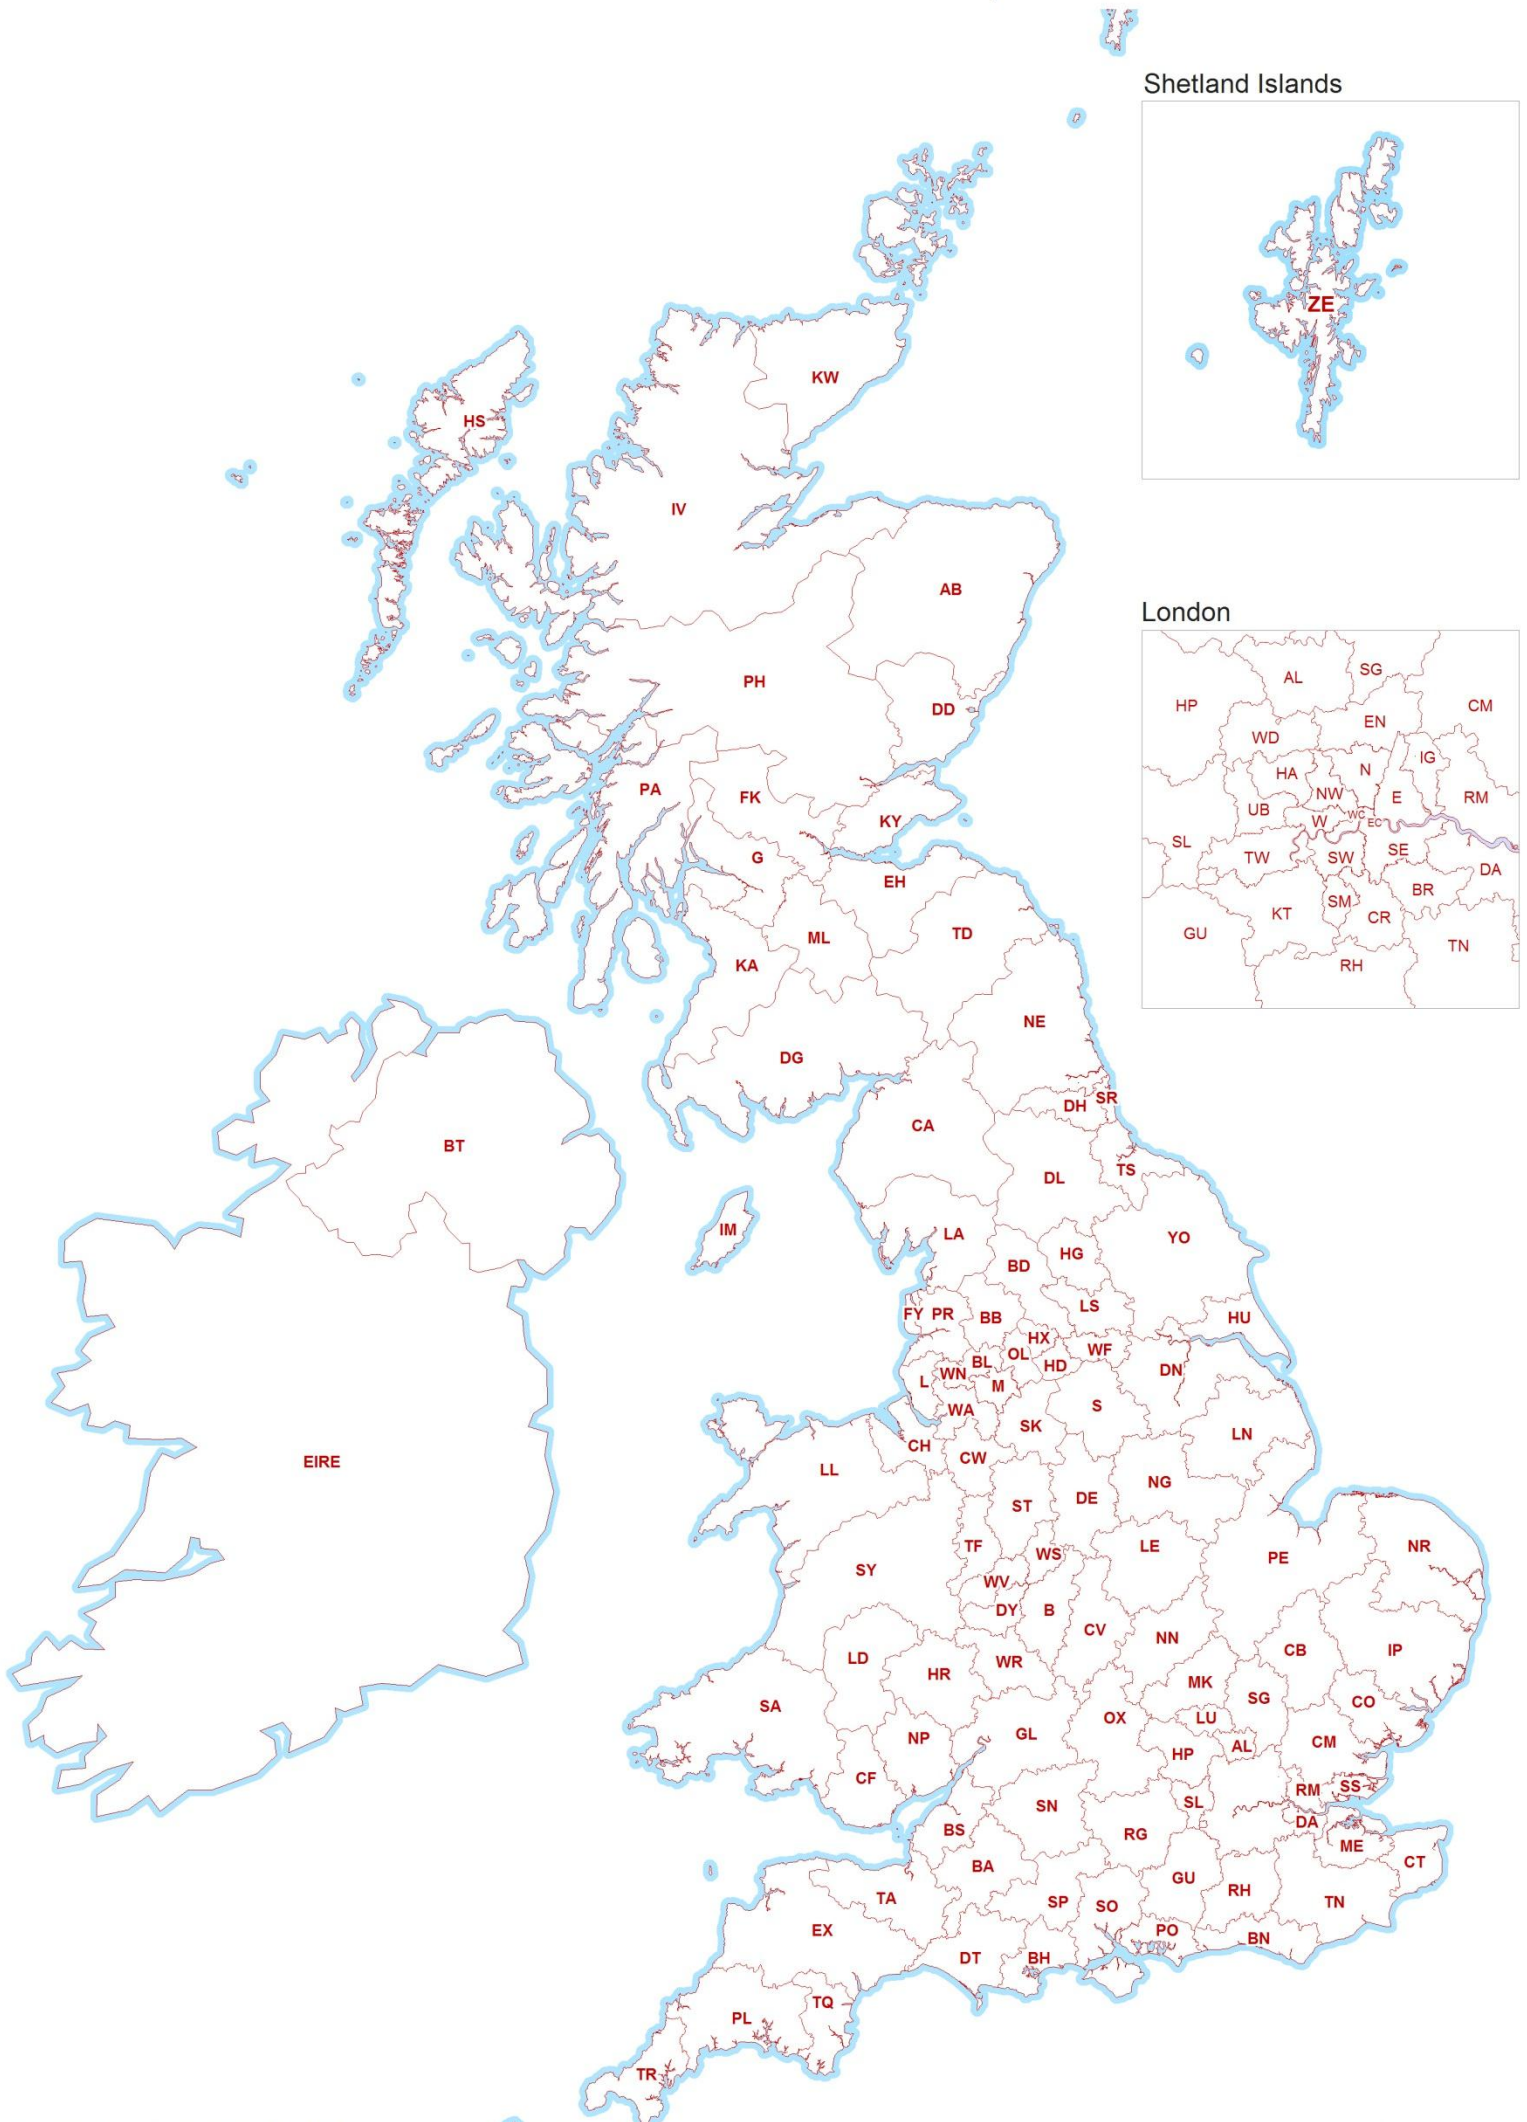 Shetland Islands
ZE
KW
HS
IV
AB
London
PH
DD
AL
SG
HP
CM
EN
WD
IG
HA
N
NW
E
RM
UB
W
WC
EC
SL
TW
SW
SE
DA
BR
SM
KT
CR
GU
TN
RH
PA
FK
KY
G
EH
ML
TD
KA
NE
DG
SR
DH
CA
BT
TS
DL
IM
LA
YO
HG
BD
LS
FY
PR
BB
HU
HX
WF
OL
BL
HD
DN
WN
L
M
WA
S
SK
LN
CH
CW
EIRE
LL
NG
DE
ST
TF
WS
LE
PE
NR
SY
WV
DY
B
CV
NN
CB
IP
LD
HR
WR
MK
SG
CO
SA
OX
LU
GL
NP
AL
CM
HP
CF
RM
SS
SN
SL
DA
BS
RG
ME
CT
BA
GU
RH
TA
SP
SO
TN
EX
PO
BN
DT
BH
TQ
PL
TR